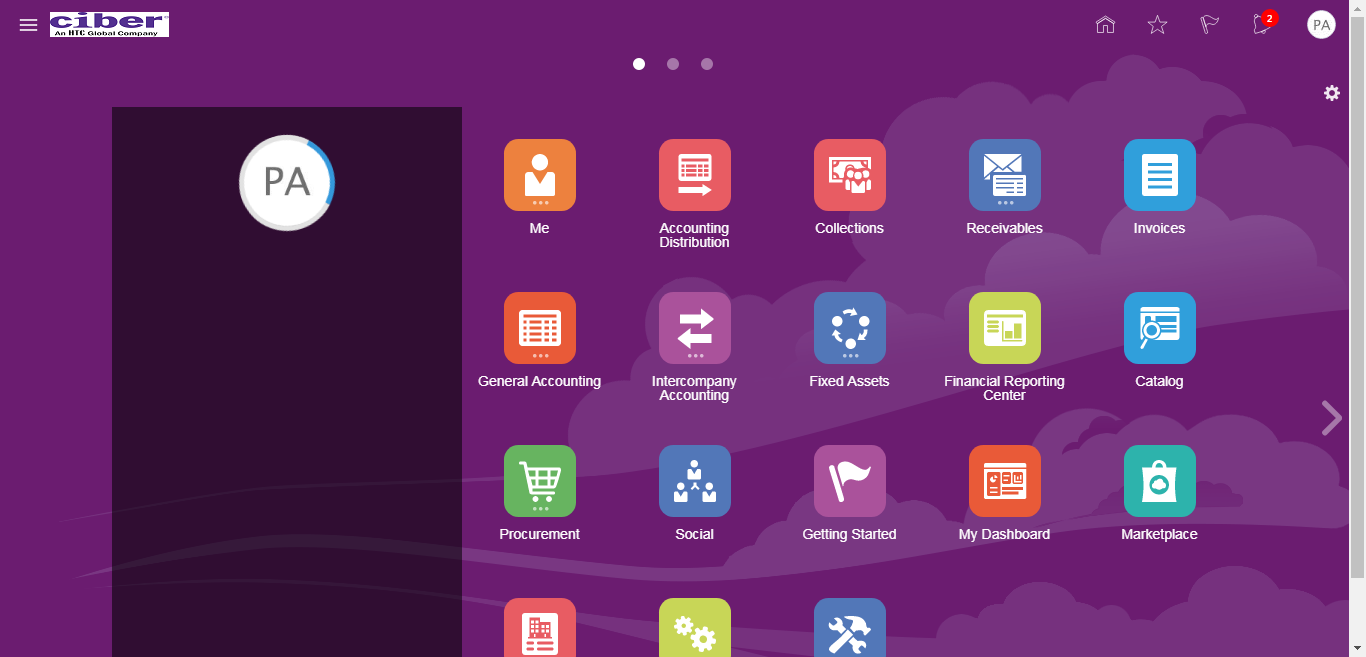 ciber
An HTC Global Company
2
PA
PA
Me
Accounting
Distribution
Collections
Receivables
Invoices
General Accounting
Intercompany
Accounting
Fixed Assets
Financial Reporting
Center
Catalog
Procurement
Social
Getting Started
My Dashboard
Marketplace